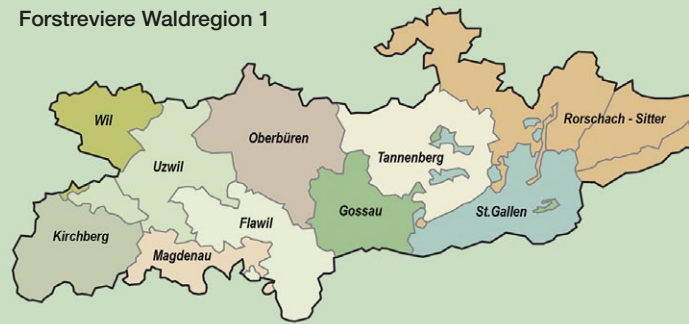 Forstreviere Waldregion 1
Wil
Oberbüren
Rorschach - Sitter
Uzwil
Tannenberg
Gossau
St.Gallen
Flawil
Kirchberg
Magdenau